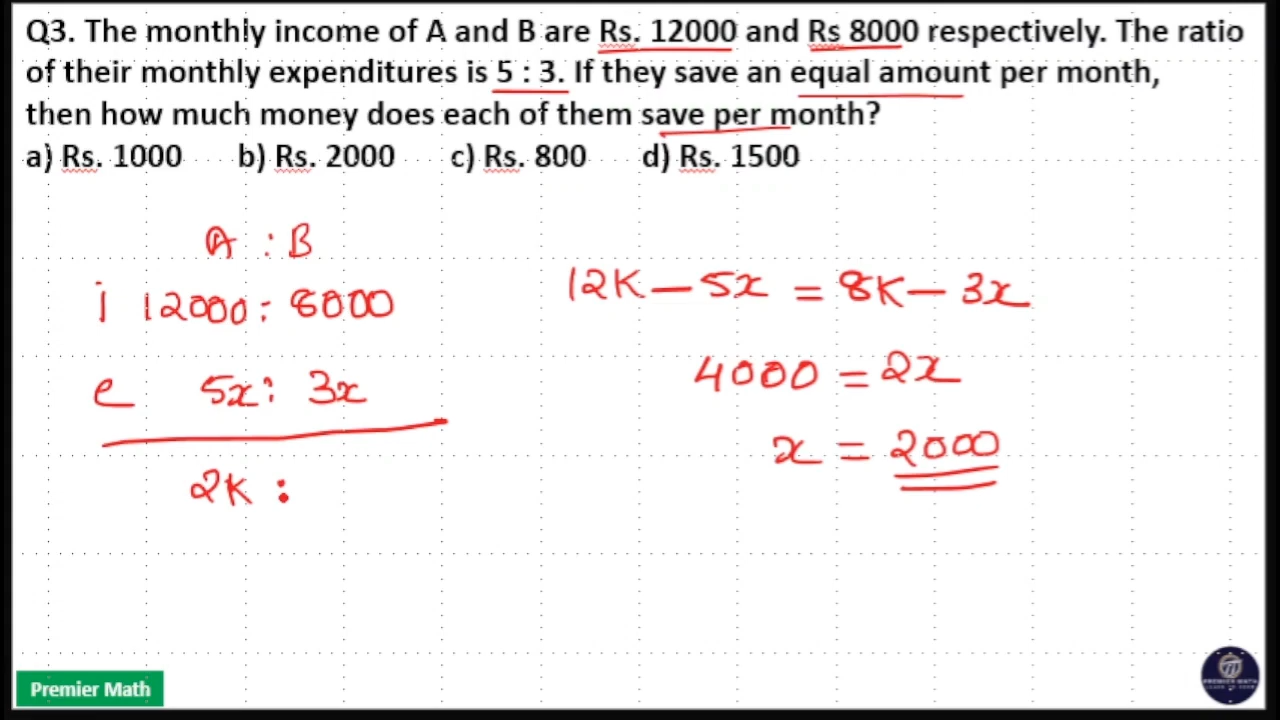 Q3. The monthly income of A and B are Rs. 12000 and Rs 8000 respectively. The ratio
of their monthly expenditures is 5 : 3. If they save an equal amount per month,
then how much money does each of them save per month?
a) Rs. 1000 b) Rs. 2000 c) Rs. 800 d) Rs. 1500
A : B
i 12000 : 8000
e 5x : 3x
2K :
12K – 5x = 8K – 3x
4000 = 2x
x = 2000
Premier Math
PREMIER MATH